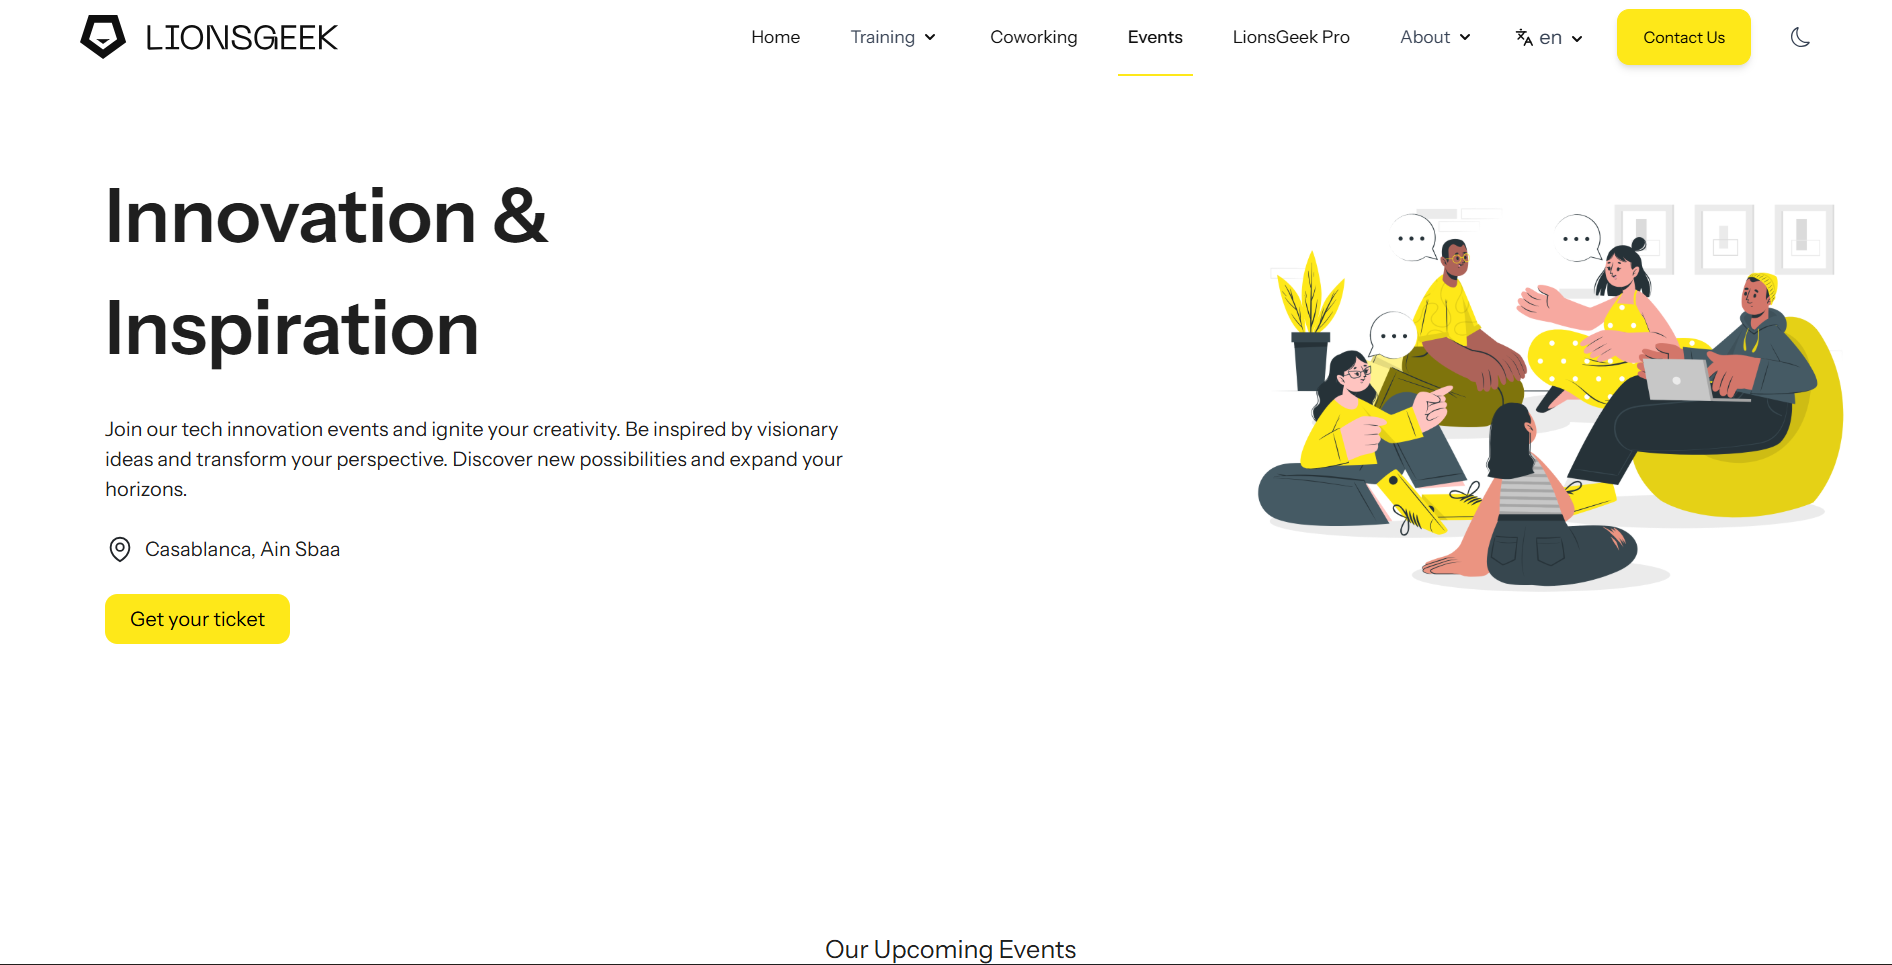 LIONSGEEK
Home
Training
Coworking
Events
LionsGeek Pro
About
en
Contact Us
Innovation &
Inspiration
Join our tech innovation events and ignite your creativity. Be inspired by visionary
ideas and transform your perspective. Discover new possibilities and expand your
horizons.
Casablanca, Ain Sbaa
Get your ticket
Our Upcoming Events